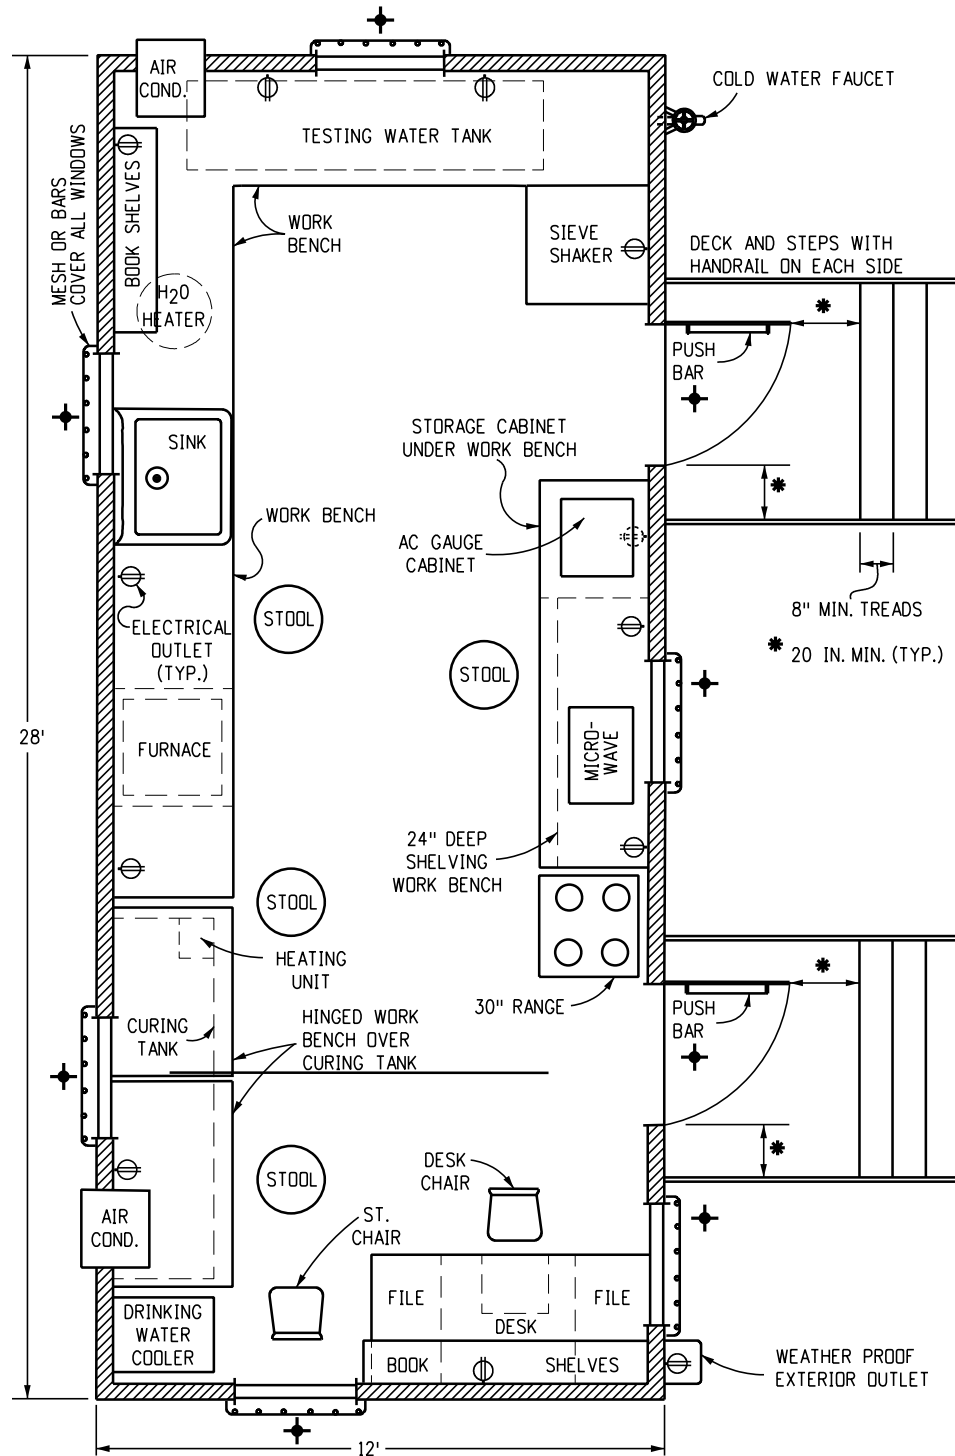 AIR
COND.
TESTING WATER TANK
COLD WATER FAUCET
MESH OR BARS
COVER ALL WINDOWS
BOOK SHELVES
WORK
BENCH
SIEVE
SHAKER
DECK AND STEPS WITH
HANDRAIL ON EACH SIDE
H2O
HEATER
PUSH
BAR
SINK
STORAGE CABINET
UNDER WORK BENCH
WORK BENCH
AC GAUGE
CABINET
8" MIN. TREADS
20 IN. MIN. (TYP.)
STOOL
ELECTRICAL
OUTLET
(TYP.)
STOOL
28'
FURNACE
MICRO-
WAVE
24" DEEP
SHELVING
WORK BENCH
STOOL
HEATING
UNIT
30" RANGE
PUSH
BAR
CURING
TANK
HINGED WORK
BENCH OVER
CURING TANK
STOOL
DESK
CHAIR
AIR
COND.
ST.
CHAIR
FILE
FILE
DESK
DRINKING
WATER
COOLER
BOOK SHELVES
WEATHER PROOF
EXTERIOR OUTLET
12'